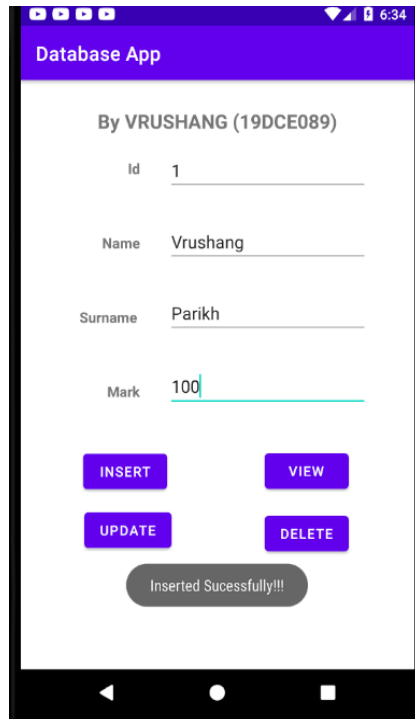 6:34
Database App
By VRUSHANG (19DCE089)
Id 1
Name Vrushang
Surname Parikh
Mark 100
INSERT VIEW
UPDATE DELETE
Inserted Sucessfully!!!